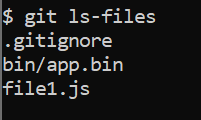 $ git ls-files
.gitignore
bin/app.bin
file1.js